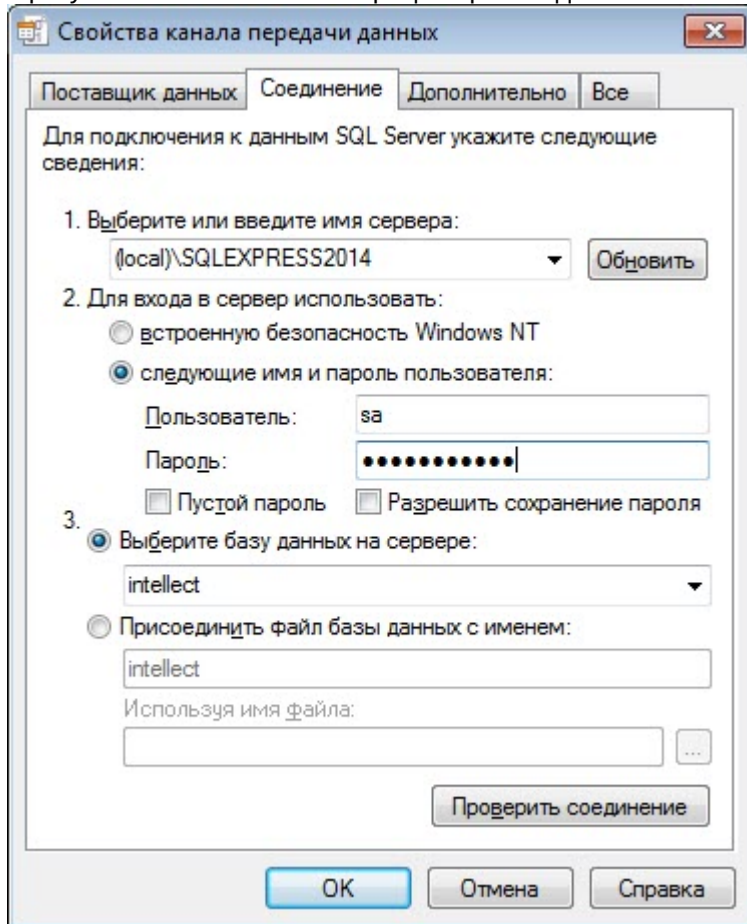 Свойства канала передачи данных
Поставщик данных Соединение Дополнительно Все
Для подключения к данным SQL Server укажите следующие
сведения:
1. Выберите или введите имя сервера:
(local)\SQLEXPRESS2014 Обновить
2. Для входа в сервер использовать:
встроенную безопасность Windows NT
следующие имя и пароль пользователя:
Пользователь: sa
Пароль: ●●●●●●●●●●●
Пустой пароль Разрешить сохранение пароля
3.
Выберите базу данных на сервере:
intellect
Присоединить файл базы данных с именем:
intellect
Используя имя файла:
...
Проверить соединение
OK Отмена Справка